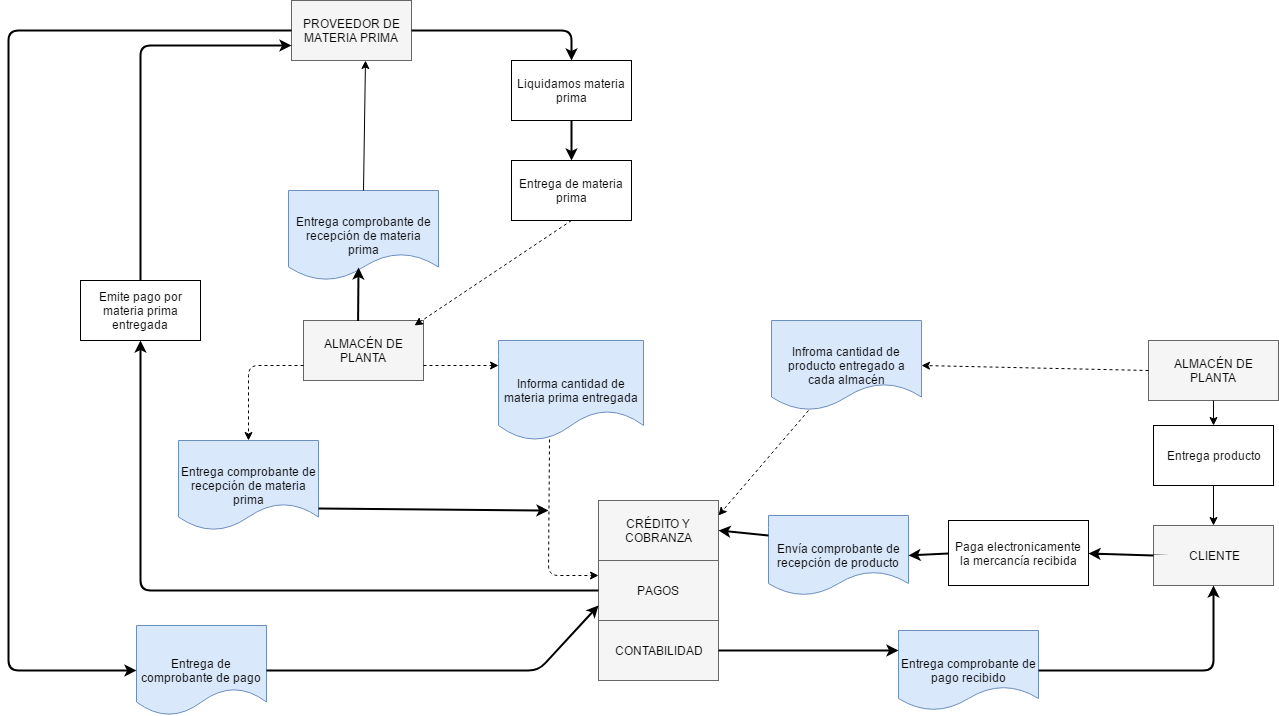 PROVEEDOR DE
MATERIA PRIMA
Liquidamos materia
prima
Entrega de materia
prima
Entrega comprobante de
recepción de materia
prima
Emite pago por
materia prima
entregada
ALMACÉN DE
PLANTA
Informa cantidad de
materia prima entregada
Infroma cantidad de
producto entregado a
cada almacén
ALMACÉN DE
PLANTA
Entrega producto
Entrega comprobante de
recepción de materia
prima
CRÉDITO Y
COBRANZA
Envía comprobante de
recepción de producto
Paga electronicamente
la mercancía recibida
CLIENTE
PAGOS
CONTABILIDAD
Entrega de
comprobante de pago
Entrega comprobante de
pago recibido